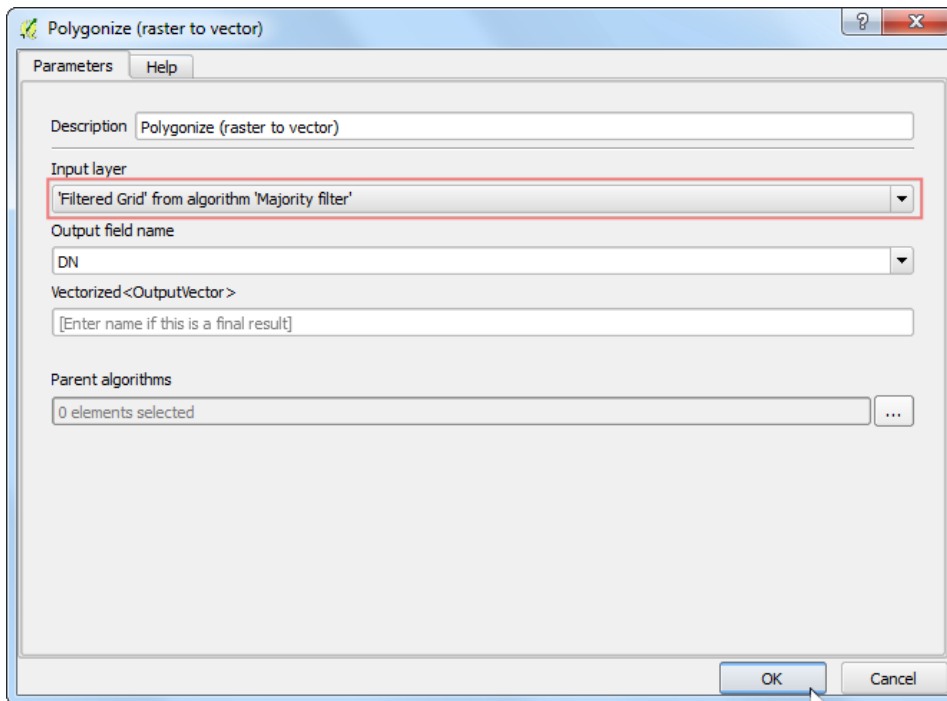 Polygonize (raster to vector)
?
Parameters
Help
Description
Polygonize (raster to vector)
Input layer
'Filtered Grid' from algorithm 'Majority filter'
Output field name
DN
Vectorized<OutputVector>
[Enter name if this is a final result]
Parent algorithms
0 elements selected
...
OK
Cancel